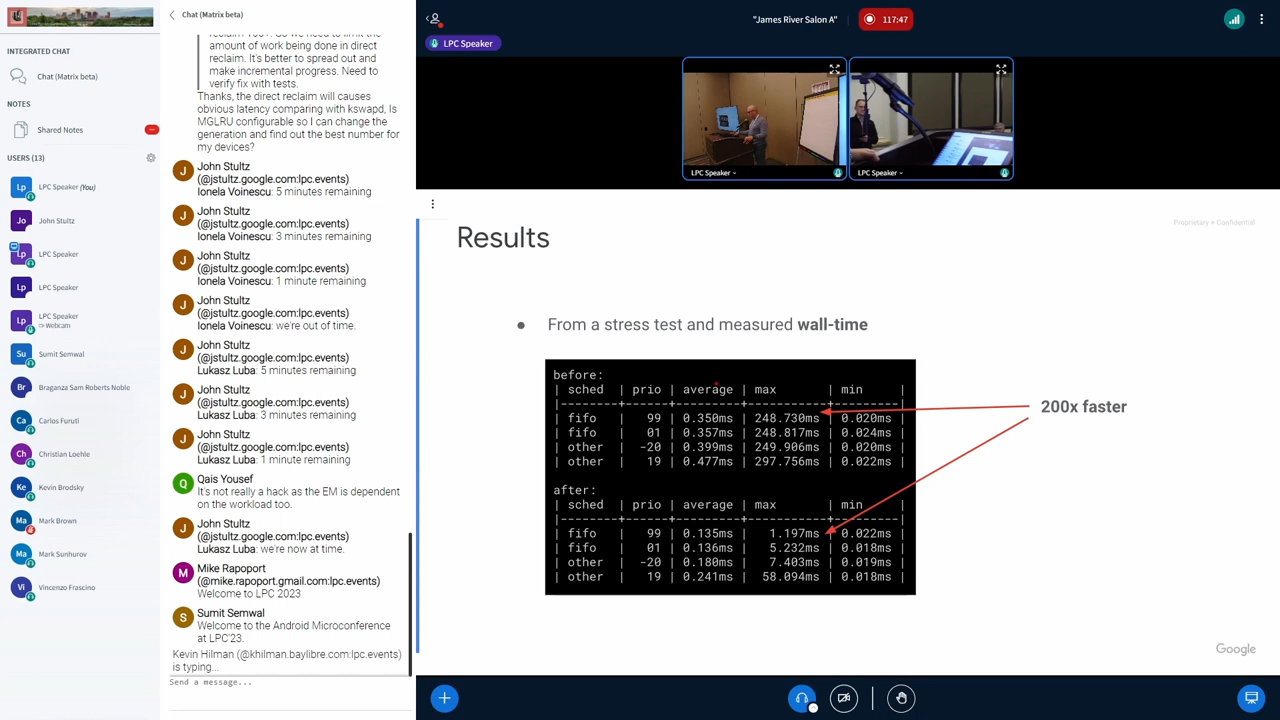 INTEGRATED CHAT
Chat (Matrix beta)
NOTES
Shared Notes
USERS (13)
Lp LPC Speaker (You)
Jo John Stultz
Lp LPC Speaker
Lp LPC Speaker
Lp LPC Speaker
=> Webcam
Su Sumit Semwal
Br Braganza Sam Roberts Noble
Ca Carlos Furuti
Ch Christian Loehle
Ke Kevin Brodsky
Ma Mark Brown
Ma Mark Sunhurov
Vi Vincenzo Frascino
Chat (Matrix beta)
amount of work being done in direct
reclaim. It's better to spread out and
make incremental progress. Need to
verify fix with tests.
Thanks, the direct reclaim will causes
obvious latency comparing with kswapd, Is
MGLRU configurable so I can change the
generation and find out the best number for
my devices?
J John Stultz
(@jstultz.google.com:lpc.events)
Ionela Voinescu: 5 minutes remaining
J John Stultz
(@jstultz.google.com:lpc.events)
Ionela Voinescu: 3 minutes remaining
J John Stultz
(@jstultz.google.com:lpc.events)
Ionela Voinescu: 1 minute remaining
J John Stultz
(@jstultz.google.com:lpc.events)
Ionela Voinescu: we're out of time.
J John Stultz
(@jstultz.google.com:lpc.events)
Lukasz Luba: 5 minutes remaining
J John Stultz
(@jstultz.google.com:lpc.events)
Lukasz Luba: 3 minutes remaining
J John Stultz
(@jstultz.google.com:lpc.events)
Lukasz Luba: 1 minute remaining
Q Qais Yousef
It's not really a hack as the EM is dependent
on the workload too.
J John Stultz
(@jstultz.google.com:lpc.events)
Lukasz Luba: we're now at time.
M Mike Rapoport
(@mike.rapoport.gmail.com:lpc.events)
Welcome to LPC 2023
S Sumit Semwal
Welcome to the Android Microconference
at LPC'23.
Kevin Hilman (@khilman.baylibre.com:lpc.events)
is typing...
Send a message...
"James River Salon A"
117:47
LPC Speaker
LPC Speaker
LPC Speaker
Proprietary + Confidential
Results
● From a stress test and measured wall-time
before:
| sched | prio | average | max | min |
|-------+------+---------+-----------+---------|
| fifo | 99 | 0.350ms | 248.730ms | 0.020ms |
| fifo | 01 | 0.357ms | 248.817ms | 0.024ms |
| other | -20 | 0.399ms | 249.906ms | 0.020ms |
| other | 19 | 0.477ms | 297.756ms | 0.022ms |
after:
| sched | prio | average | max | min |
|-------+------+---------+-----------+---------|
| fifo | 99 | 0.135ms | 1.197ms | 0.022ms |
| fifo | 01 | 0.136ms | 5.232ms | 0.018ms |
| other | -20 | 0.180ms | 7.403ms | 0.019ms |
| other | 19 | 0.241ms | 58.094ms | 0.018ms |
200x faster
Google